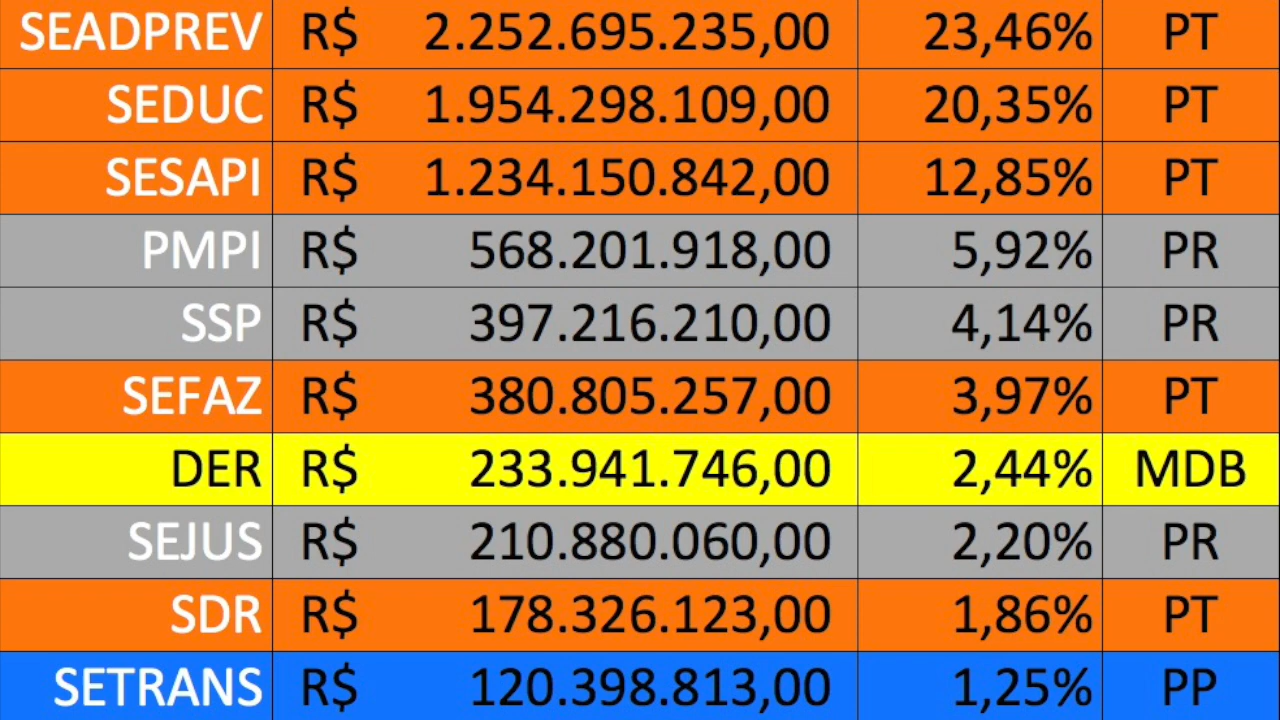 SEADPREV R$ 2.252.695.235,00 23,46% PT
SEDUC R$ 1.954.298.109,00 20,35% PT
SESAPI R$ 1.234.150.842,00 12,85% PT
PMPI R$ 568.201.918,00 5,92% PR
SSP R$ 397.216.210,00 4,14% PR
SEFAZ R$ 380.805.257,00 3,97% PT
DER R$ 233.941.746,00 2,44% MDB
SEJUS R$ 210.880.060,00 2,20% PR
SDR R$ 178.326.123,00 1,86% PT
SETRANS R$ 120.398.813,00 1,25% PP